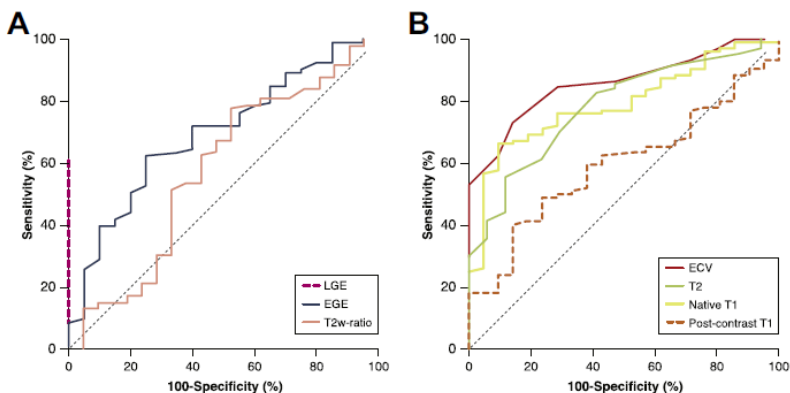 A
100
80
60
40
20
0
Sensitivity (%)
0 20 40 60 80 100
100-Specificity (%)
LGE
EGE
T2w-ratio
B
100
80
60
40
20
0
Sensitivity (%)
0 20 40 60 80 100
100-Specificity (%)
ECV
T2
Native T1
Post-contrast T1